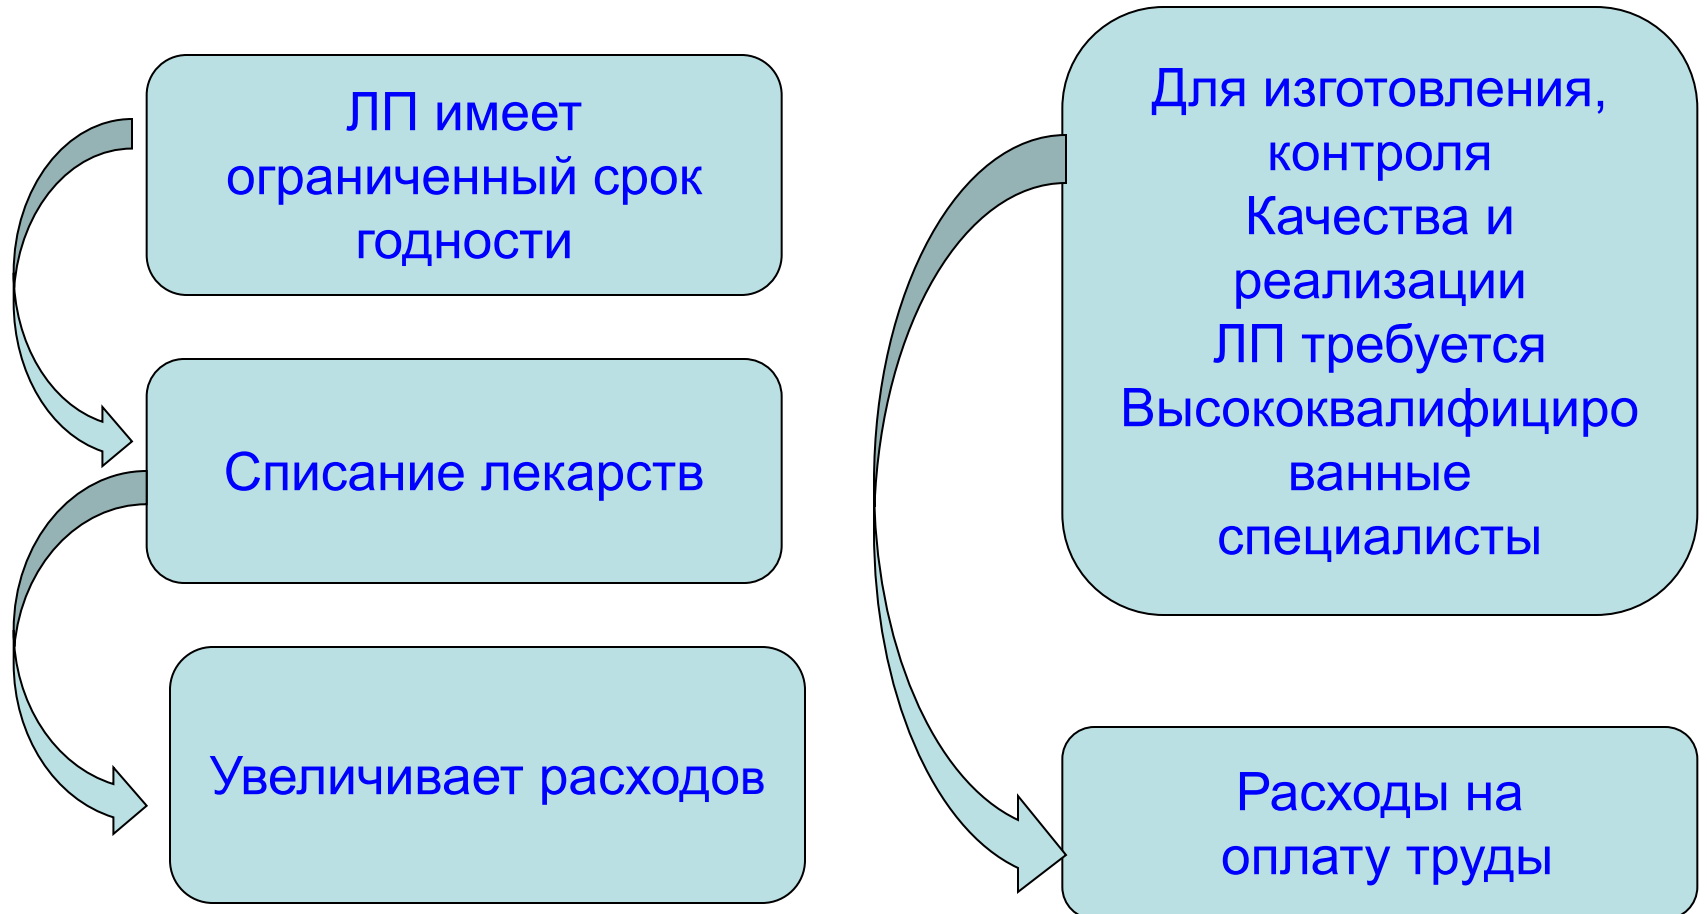 ЛП имеет
ограниченный срок
годности
Списание лекарств
Увеличивает расходов
Для изготовления,
контроля
Качества и
реализации
ЛП требуется
Высококвалифициро
ванные
специалисты
Расходы на
оплату труды